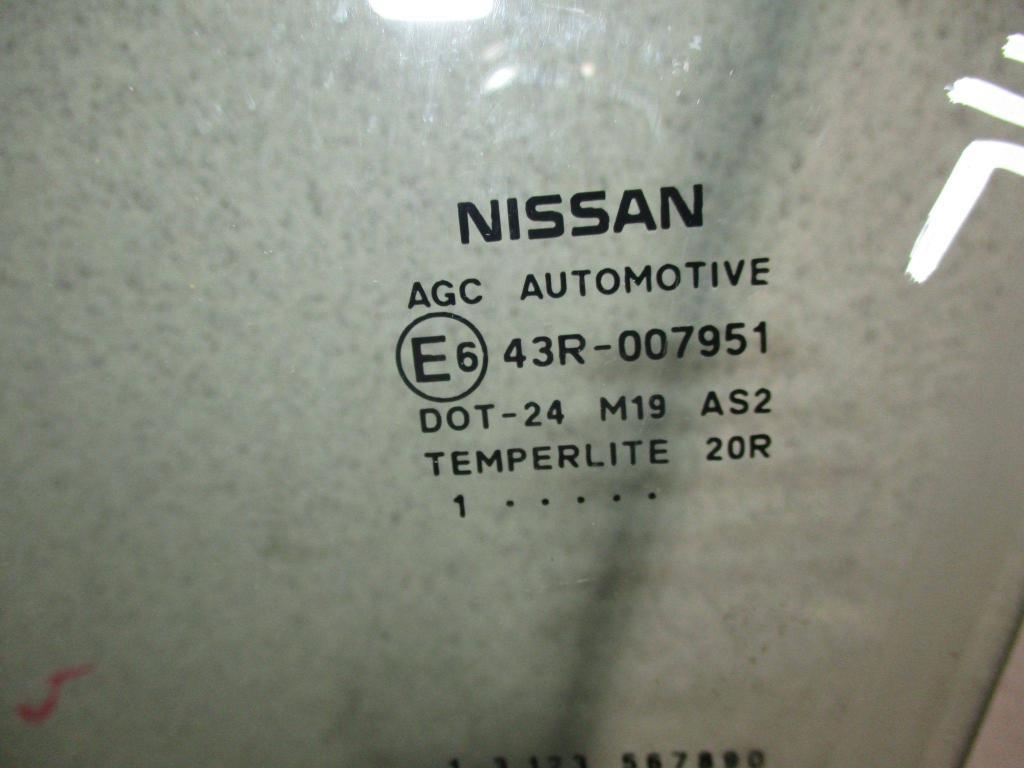 NISSAN
AGC AUTOMOTIVE
E6 43R-007951
DOT-24 M19 AS2
TEMPERLITE 20R
1 . . . . .